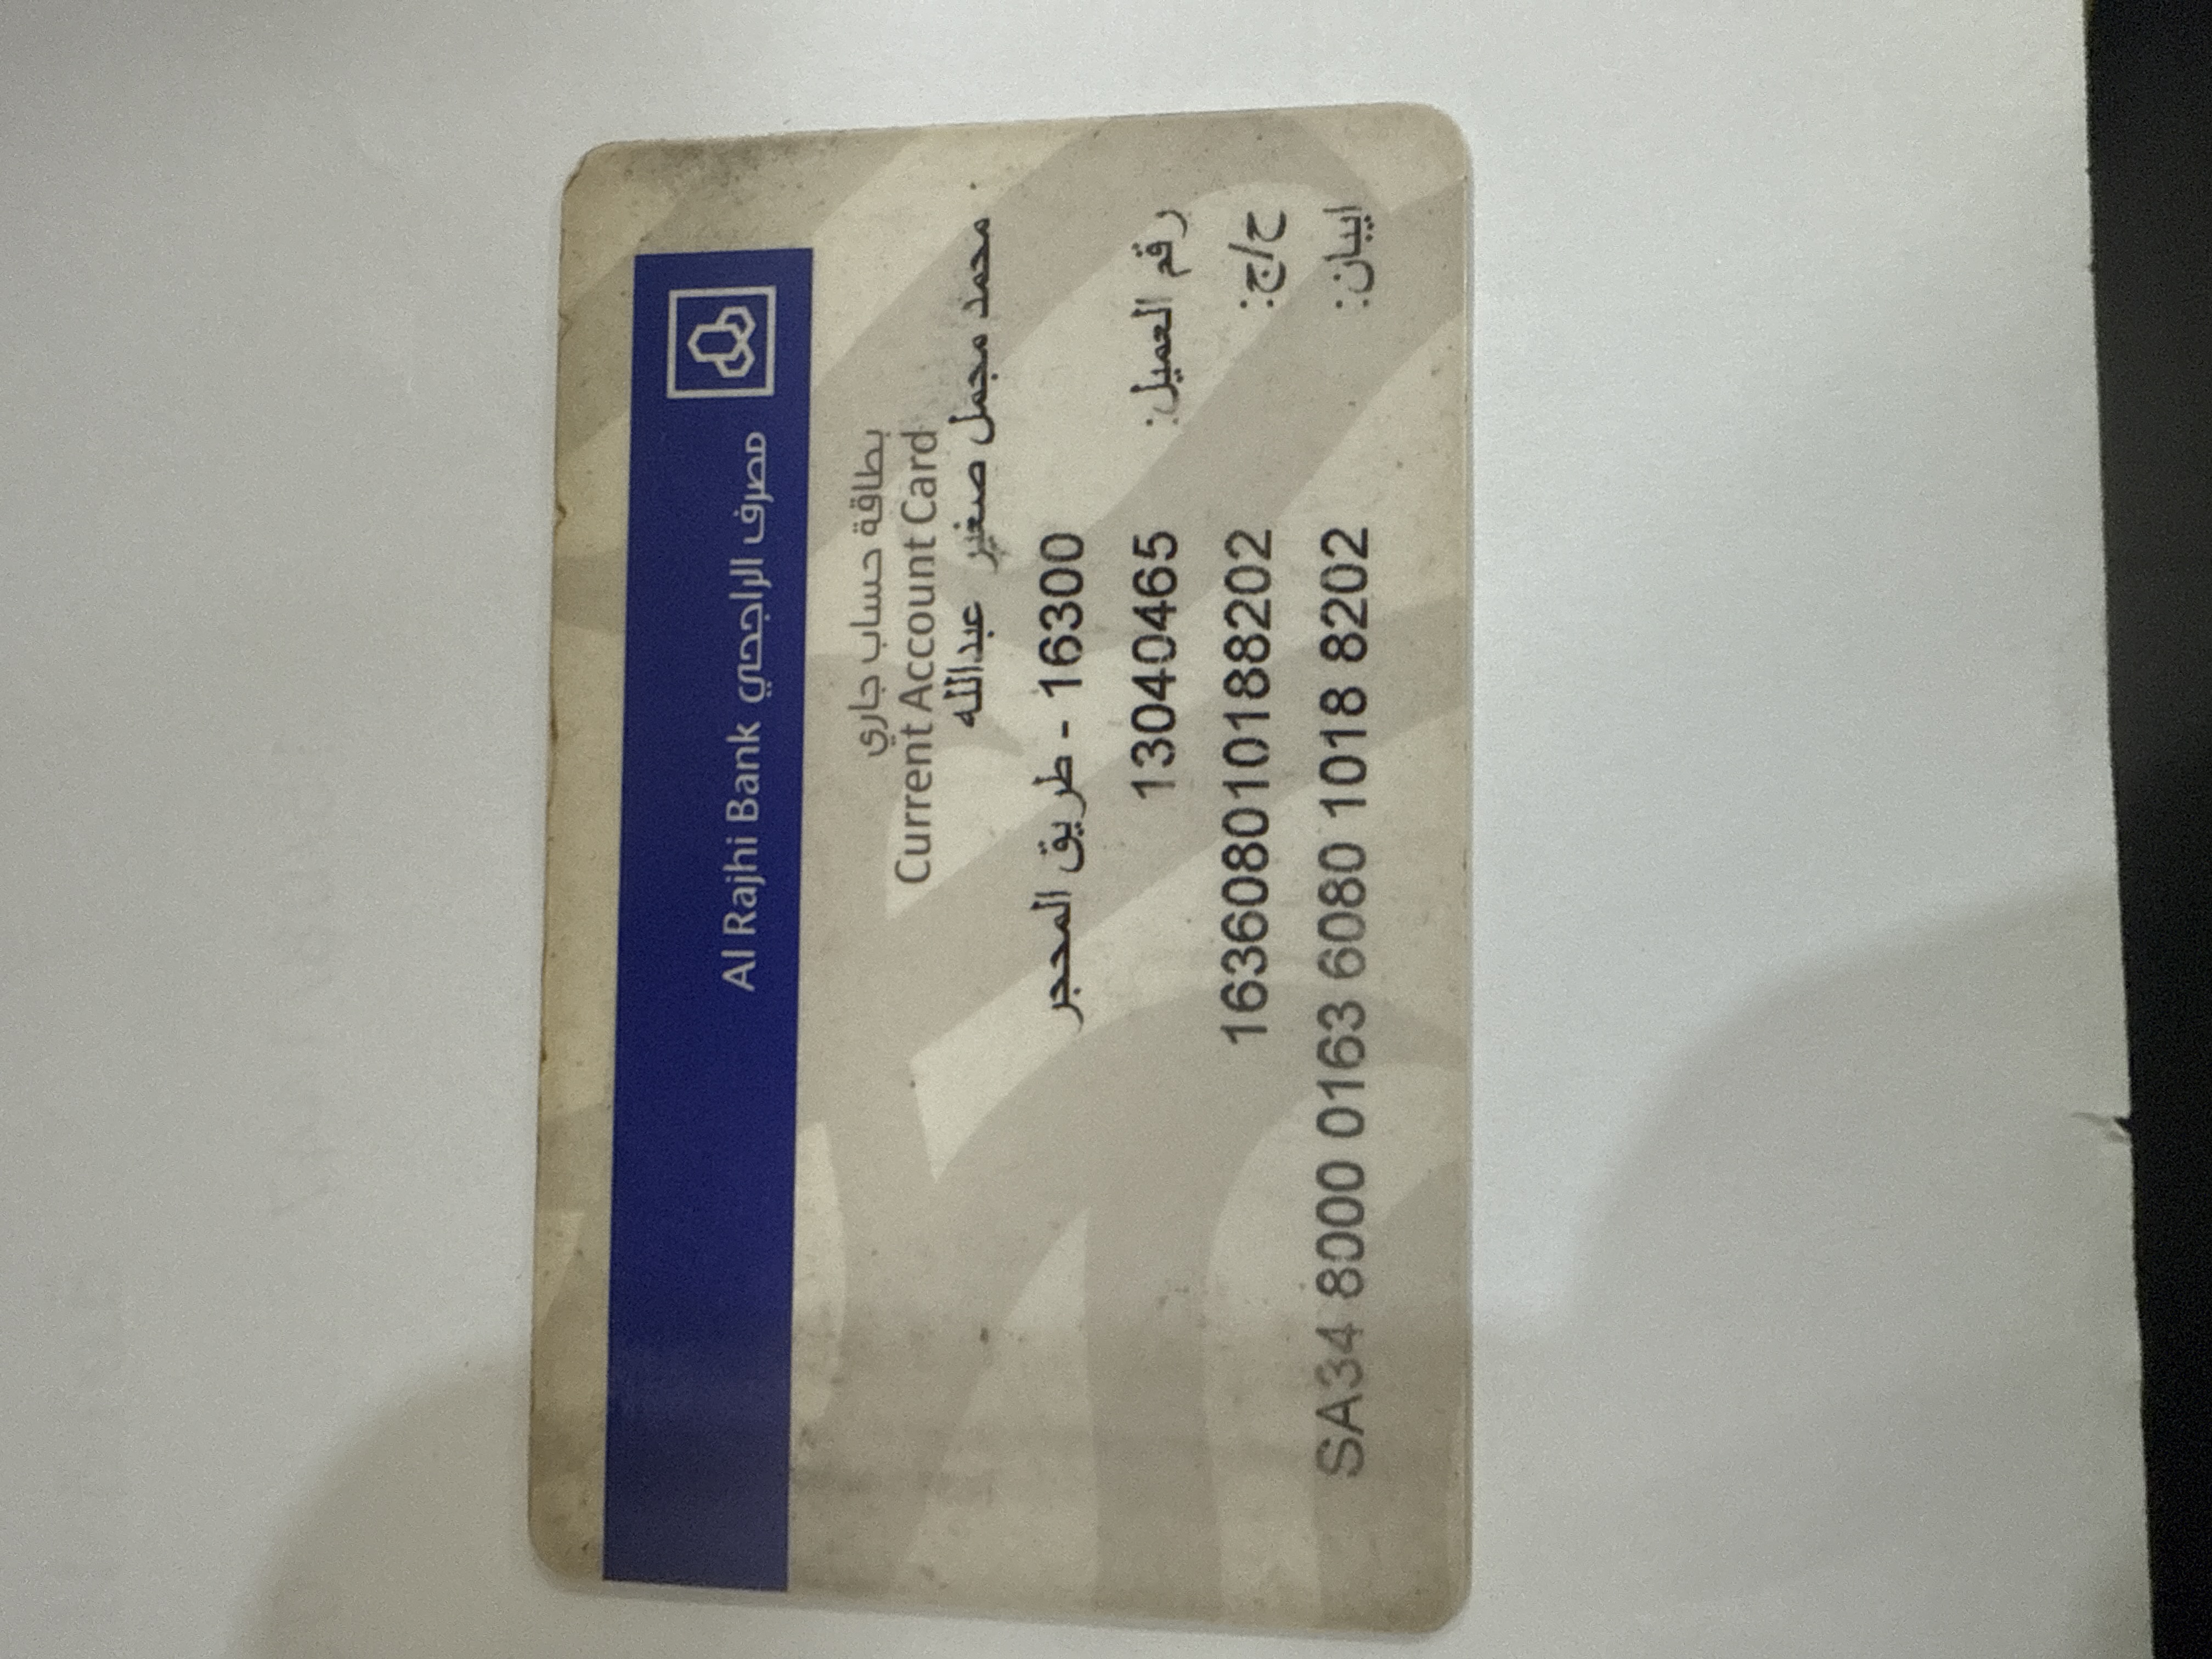 Al Rajhi Bank مصرف الراجحي
بطاقة حساب جاري
Current Account Card
محمد مجمل صغير عبدالله
16300 - طريق المحجر
رقم العميل: 13040465
ح/ج: 163608010188202
ايبان: SA34 8000 0163 6080 1018 8202